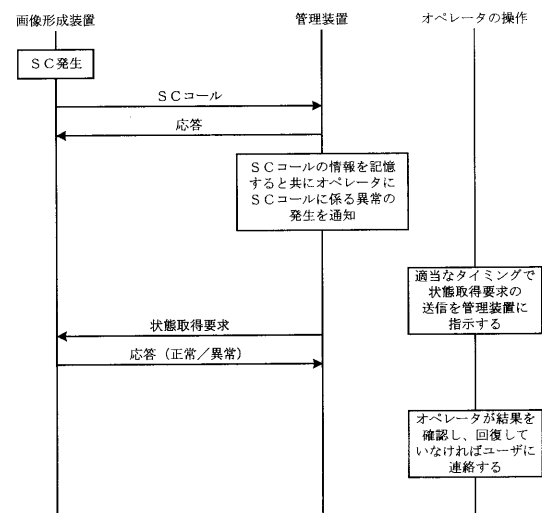 画像形成装置
管理装置
オペレータの操作
ＳＣ発生
ＳＣコール
応答
ＳＣコールの情報を記憶
すると共にオペレータに
ＳＣコールに係る異常の
発生を通知
適当なタイミングで
状態取得要求の
送信を管理装置に
指示する
状態取得要求
応答（正常／異常）
オペレータが結果を
確認し、回復して
いなければユーザに
連絡する